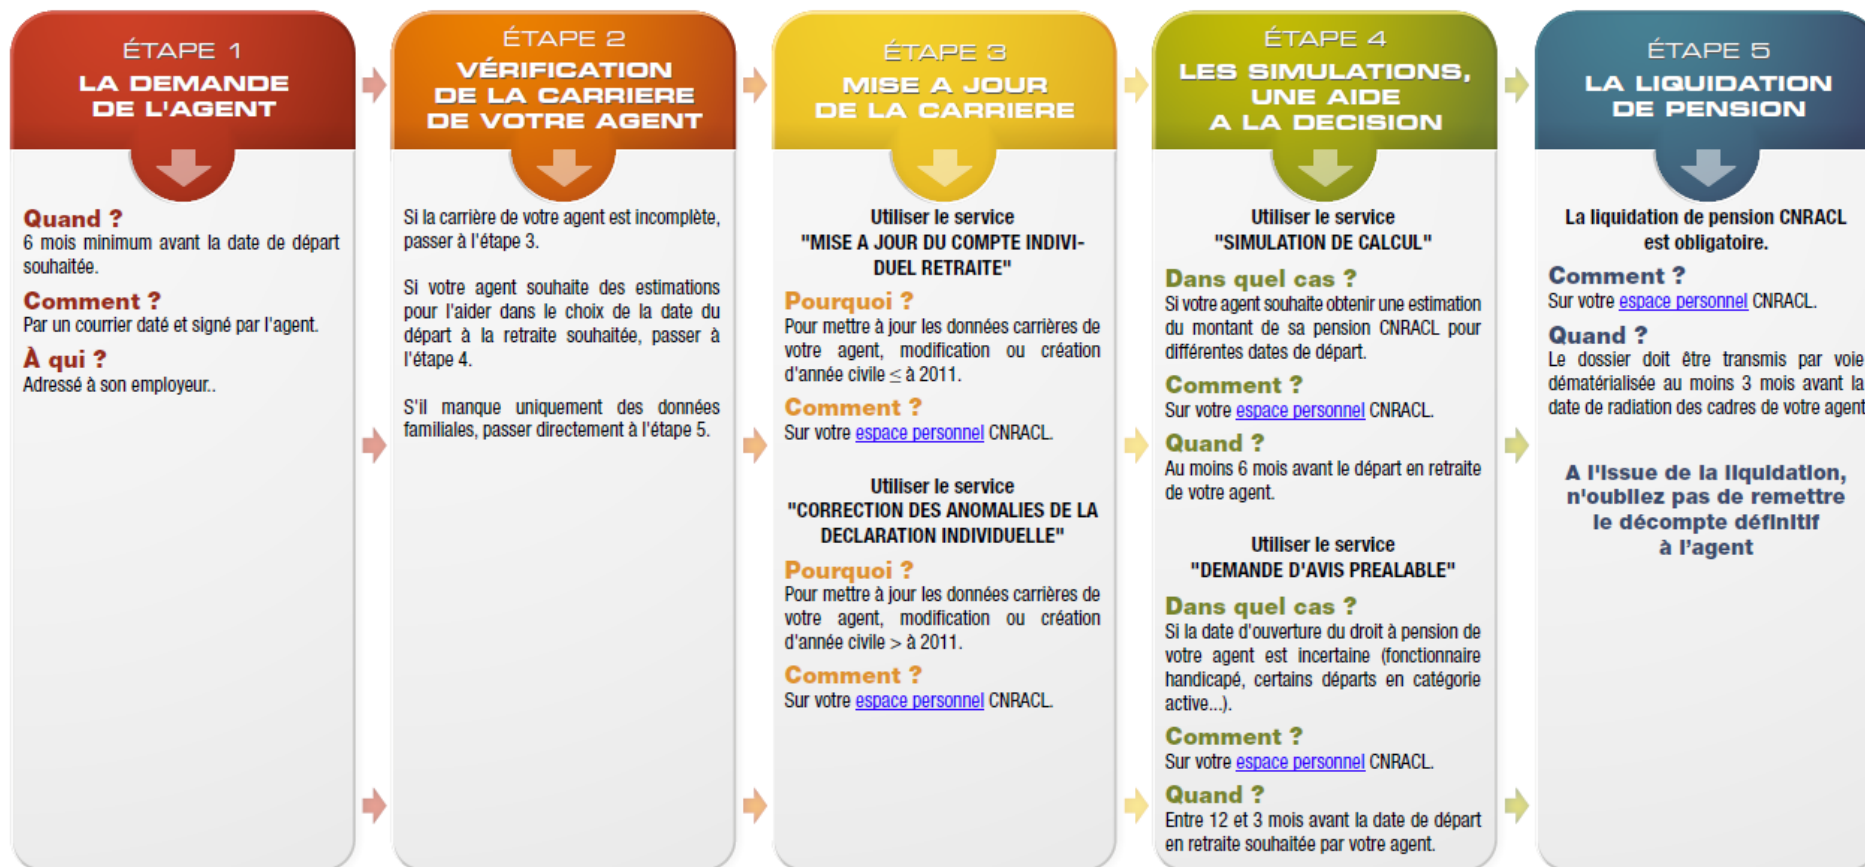 ÉTAPE 1
LA DEMANDE
DE L'AGENT
Quand ?
6 mois minimum avant la date de départ
souhaitée.
Comment ?
Par un courrier daté et signé par l'agent.
À qui ?
Adressé à son employeur..
ÉTAPE 2
VÉRIFICATION
DE LA CARRIERE
DE VOTRE AGENT
Si la carrière de votre agent est incomplète,
passer à l'étape 3.
Si votre agent souhaite des estimations
pour l'aider dans le choix de la date du
départ à la retraite souhaitée, passer à
l'étape 4.
S'il manque uniquement des données
familiales, passer directement à l'étape 5.
ÉTAPE 3
MISE A JOUR
DE LA CARRIERE
Utiliser le service
"MISE A JOUR DU COMPTE INDIVI-
DUEL RETRAITE"
Pourquoi ?
Pour mettre à jour les données carrières de
votre agent, modification ou création
d'année civile ≤ à 2011.
Comment ?
Sur votre espace personnel CNRACL.
Utiliser le service
"CORRECTION DES ANOMALIES DE LA
DECLARATION INDIVIDUELLE"
Pourquoi ?
Pour mettre à jour les données carrières de
votre agent, modification ou création
d'année civile > à 2011.
Comment ?
Sur votre espace personnel CNRACL.
ÉTAPE 4
LES SIMULATIONS,
UNE AIDE
A LA DECISION
Utiliser le service
"SIMULATION DE CALCUL"
Dans quel cas ?
Si votre agent souhaite obtenir une estimation
du montant de sa pension CNRACL pour
différentes dates de départ.
Comment ?
Sur votre espace personnel CNRACL.
Quand ?
Au moins 6 mois avant le départ en retraite
de votre agent.
Utiliser le service
"DEMANDE D'AVIS PREALABLE"
Dans quel cas ?
Si la date d'ouverture du droit à pension de
votre agent est incertaine (fonctionnaire
handicapé, certains départs en catégorie
active...).
Comment ?
Sur votre espace personnel CNRACL.
Quand ?
Entre 12 et 3 mois avant la date de départ
en retraite souhaitée par votre agent.
ÉTAPE 5
LA LIQUIDATION
DE PENSION
La liquidation de pension CNRACL
est obligatoire.
Comment ?
Sur votre espace personnel CNRACL.
Quand ?
Le dossier doit être transmis par voie
dématérialisée au moins 3 mois avant la
date de radiation des cadres de votre agent
A l'issue de la liquidation,
n'oubliez pas de remettre
le décompte définitif
à l'agent